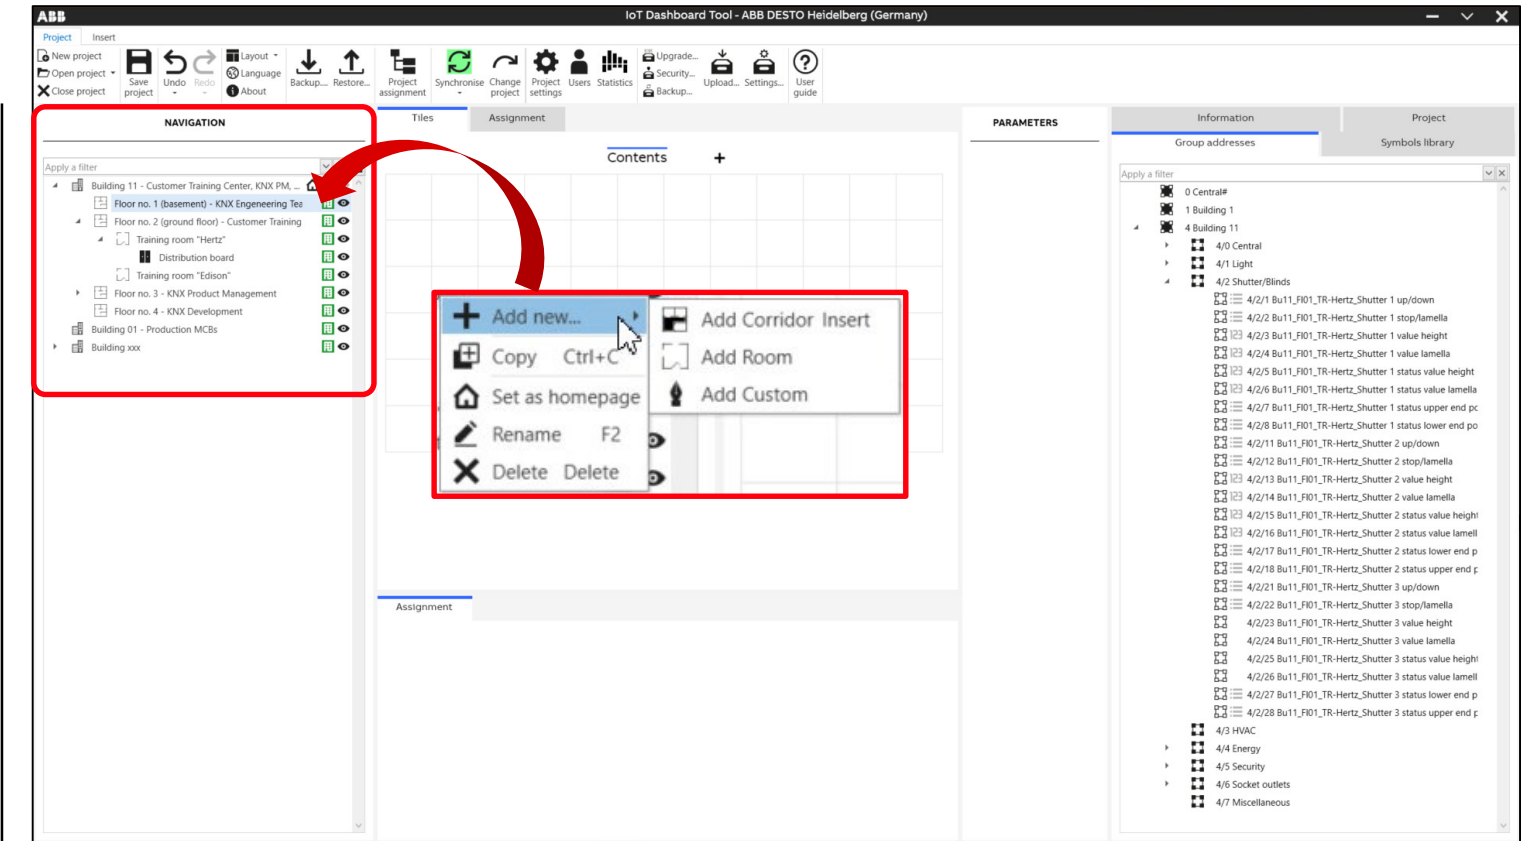 ABB
IoT Dashboard Tool - ABB DESTO Heidelberg (Germany)
Project Insert
New project
Open project
Close project
Save project
Undo
Redo
Layout
Language
About
Backup...
Restore...
Project assignment
Synchronise
Change project
Project settings
Users
Statistics
Upgrade...
Security...
Backup...
Upload...
Settings...
User guide
NAVIGATION
Apply a filter
Building 11 - Customer Training Center, KNX PM, ...
Floor no. 1 (basement) - KNX Engeneering Tea
Floor no. 2 (ground floor) - Customer Training
Training room "Hertz"
Distribution board
Training room "Edison"
Floor no. 3 - KNX Product Management
Floor no. 4 - KNX Development
Building 01 - Production MCBs
Building xxx
Tiles Assignment
Contents +
Add new...
Copy Ctrl+C
Set as homepage
Rename F2
Delete Delete
Add Corridor Insert
Add Room
Add Custom
Assignment
PARAMETERS
Information Project
Group addresses Symbols library
Apply a filter
0 Central#
1 Building 1
4 Building 11
4/0 Central
4/1 Light
4/2 Shutter/Blinds
4/2/1 Bu11_Fl01_TR-Hertz_Shutter 1 up/down
4/2/2 Bu11_Fl01_TR-Hertz_Shutter 1 stop/lamella
123 4/2/3 Bu11_Fl01_TR-Hertz_Shutter 1 value height
123 4/2/4 Bu11_Fl01_TR-Hertz_Shutter 1 value lamella
123 4/2/5 Bu11_Fl01_TR-Hertz_Shutter 1 status value height
123 4/2/6 Bu11_Fl01_TR-Hertz_Shutter 1 status value lamella
4/2/7 Bu11_Fl01_TR-Hertz_Shutter 1 status upper end pc
4/2/8 Bu11_Fl01_TR-Hertz_Shutter 1 status lower end po
4/2/11 Bu11_Fl01_TR-Hertz_Shutter 2 up/down
4/2/12 Bu11_Fl01_TR-Hertz_Shutter 2 stop/lamella
123 4/2/13 Bu11_Fl01_TR-Hertz_Shutter 2 value height
123 4/2/14 Bu11_Fl01_TR-Hertz_Shutter 2 value lamella
123 4/2/15 Bu11_Fl01_TR-Hertz_Shutter 2 status value height
123 4/2/16 Bu11_Fl01_TR-Hertz_Shutter 2 status value lamell
4/2/17 Bu11_Fl01_TR-Hertz_Shutter 2 status lower end p
4/2/18 Bu11_Fl01_TR-Hertz_Shutter 2 status upper end p
4/2/21 Bu11_Fl01_TR-Hertz_Shutter 3 up/down
4/2/22 Bu11_Fl01_TR-Hertz_Shutter 3 stop/lamella
4/2/23 Bu11_Fl01_TR-Hertz_Shutter 3 value height
4/2/24 Bu11_Fl01_TR-Hertz_Shutter 3 value lamella
4/2/25 Bu11_Fl01_TR-Hertz_Shutter 3 status value height
4/2/26 Bu11_Fl01_TR-Hertz_Shutter 3 status value lamell
4/2/27 Bu11_Fl01_TR-Hertz_Shutter 3 status lower end p
4/2/28 Bu11_Fl01_TR-Hertz_Shutter 3 status upper end p
4/3 HVAC
4/4 Energy
4/5 Security
4/6 Socket outlets
4/7 Miscellaneous